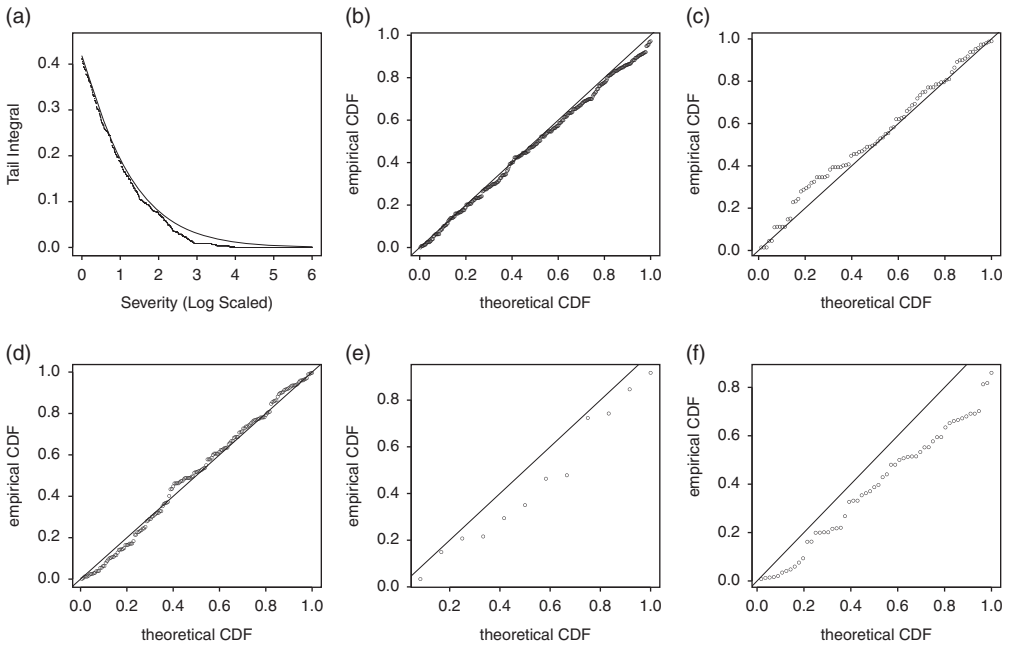 (a)
0.4
0.3
0.2
0.1
0.0
Tail Integral
0 1 2 3 4 5 6
Severity (Log Scaled)
(b)
1.0
0.8
0.6
0.4
0.2
0.0
empirical CDF
0.0 0.2 0.4 0.6 0.8 1.0
theoretical CDF
(c)
1.0
0.8
0.6
0.4
0.2
0.0
empirical CDF
0.0 0.2 0.4 0.6 0.8 1.0
theoretical CDF
(d)
1.0
0.8
0.6
0.4
0.2
0.0
empirical CDF
0.0 0.2 0.4 0.6 0.8 1.0
theoretical CDF
(e)
0.8
0.6
0.4
0.2
0.0
empirical CDF
0.2 0.4 0.6 0.8 1.0
theoretical CDF
(f)
0.8
0.6
0.4
0.2
0.0
empirical CDF
0.0 0.2 0.4 0.6 0.8 1.0
theoretical CDF